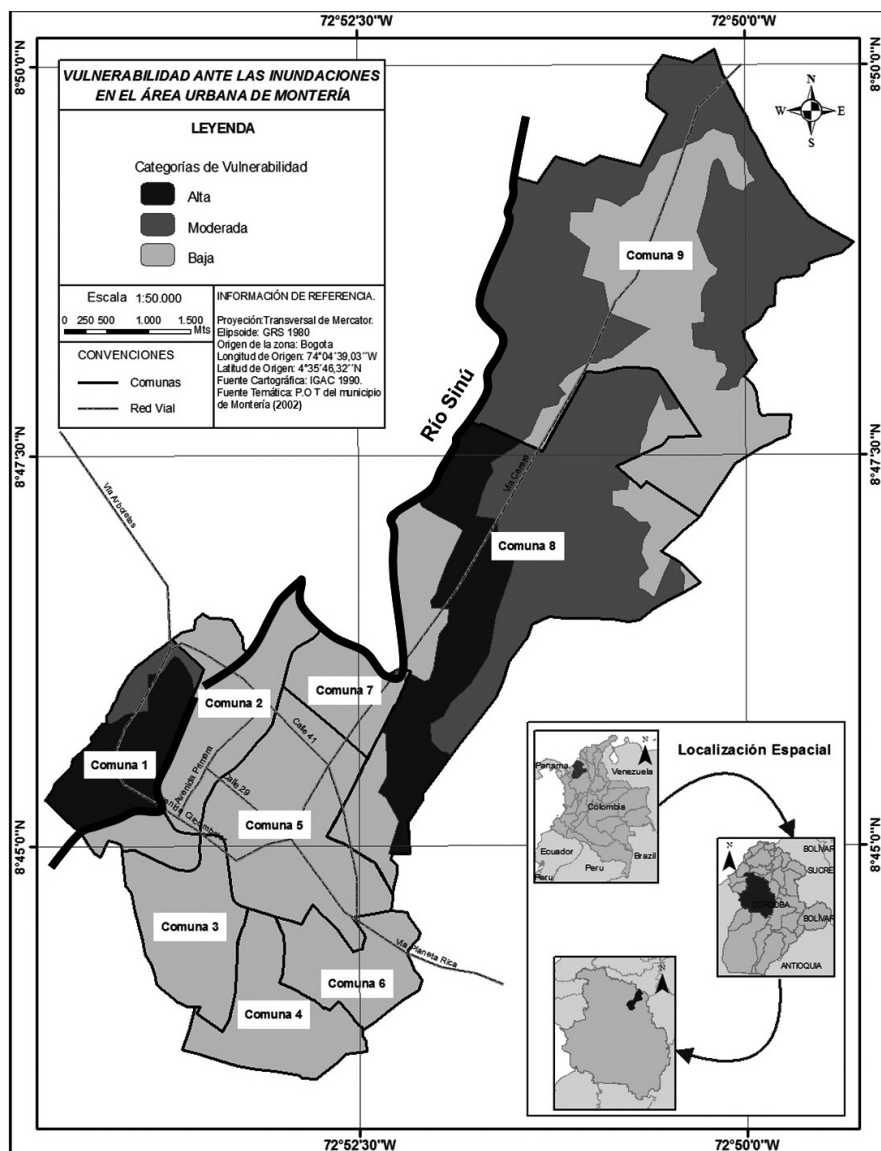 72°52'30"W
72°50'0"W
8°50'0"N
8°50'0"N
VULNERABILIDAD ANTE LAS INUNDACIONES
EN EL ÁREA URBANA DE MONTERÍA
LEYENDA
Categorías de Vulnerabilidad
Alta
Moderada
Baja
Escala 1:50.000
0 250 500 1.000 1.500
Mts
CONVENCIONES
Comunas
Red Vial
INFORMACIÓN DE REFERENCIA.
Proyeción:Transversal de Mercator.
Elipsoide: GRS 1980
Origen de la zona: Bogota
Longitud de Origen: 74°04´39,03´´W
Latitud de Origen: 4°35´46,32´´N
Fuente Cartográfica: IGAC 1990.
Fuente Temática: P.O T del municipio
de Montería (2002)
N
W E
S
Comuna 9
Río Sinú
8°47'30"N
8°47'30"N
Vía Cereté
Vía Arboletes
Comuna 8
Comuna 7
Comuna 2
Comuna 1
Calle 41
Avenida Primera
Calle 29
Comuna 5
8°45'0"N
8°45'0"N
Comuna 3
Vía Planeta Rica
Comuna 6
Comuna 4
Localización Espacial
N
Panama
Venezuela
Colombia
Ecuador
Peru
Brazil
Peru
N
BOLÍVAR
SUCRE
CÓRDOBA
BOLÍVAR
ANTIOQUIA
N
72°52'30"W
72°50'0"W